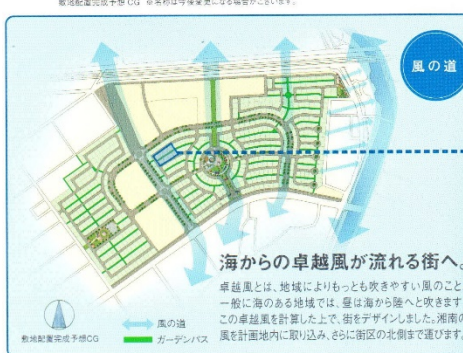 敷地配置完成予想CG ※名称は今後変更になる場合がございます。
風の道
海からの卓越風が流れる街へ。
卓越風とは、地域によりもっとも吹きやすい風のこと
一般に海のある地域では、昼は海から陸へと吹きます
この卓越風を計算した上で、街をデザインしました。湘南の
風を計画地内に取り込み、さらに街区の北側まで運びます。
敷地配置完成予想CG
風の道
ガーデンパス